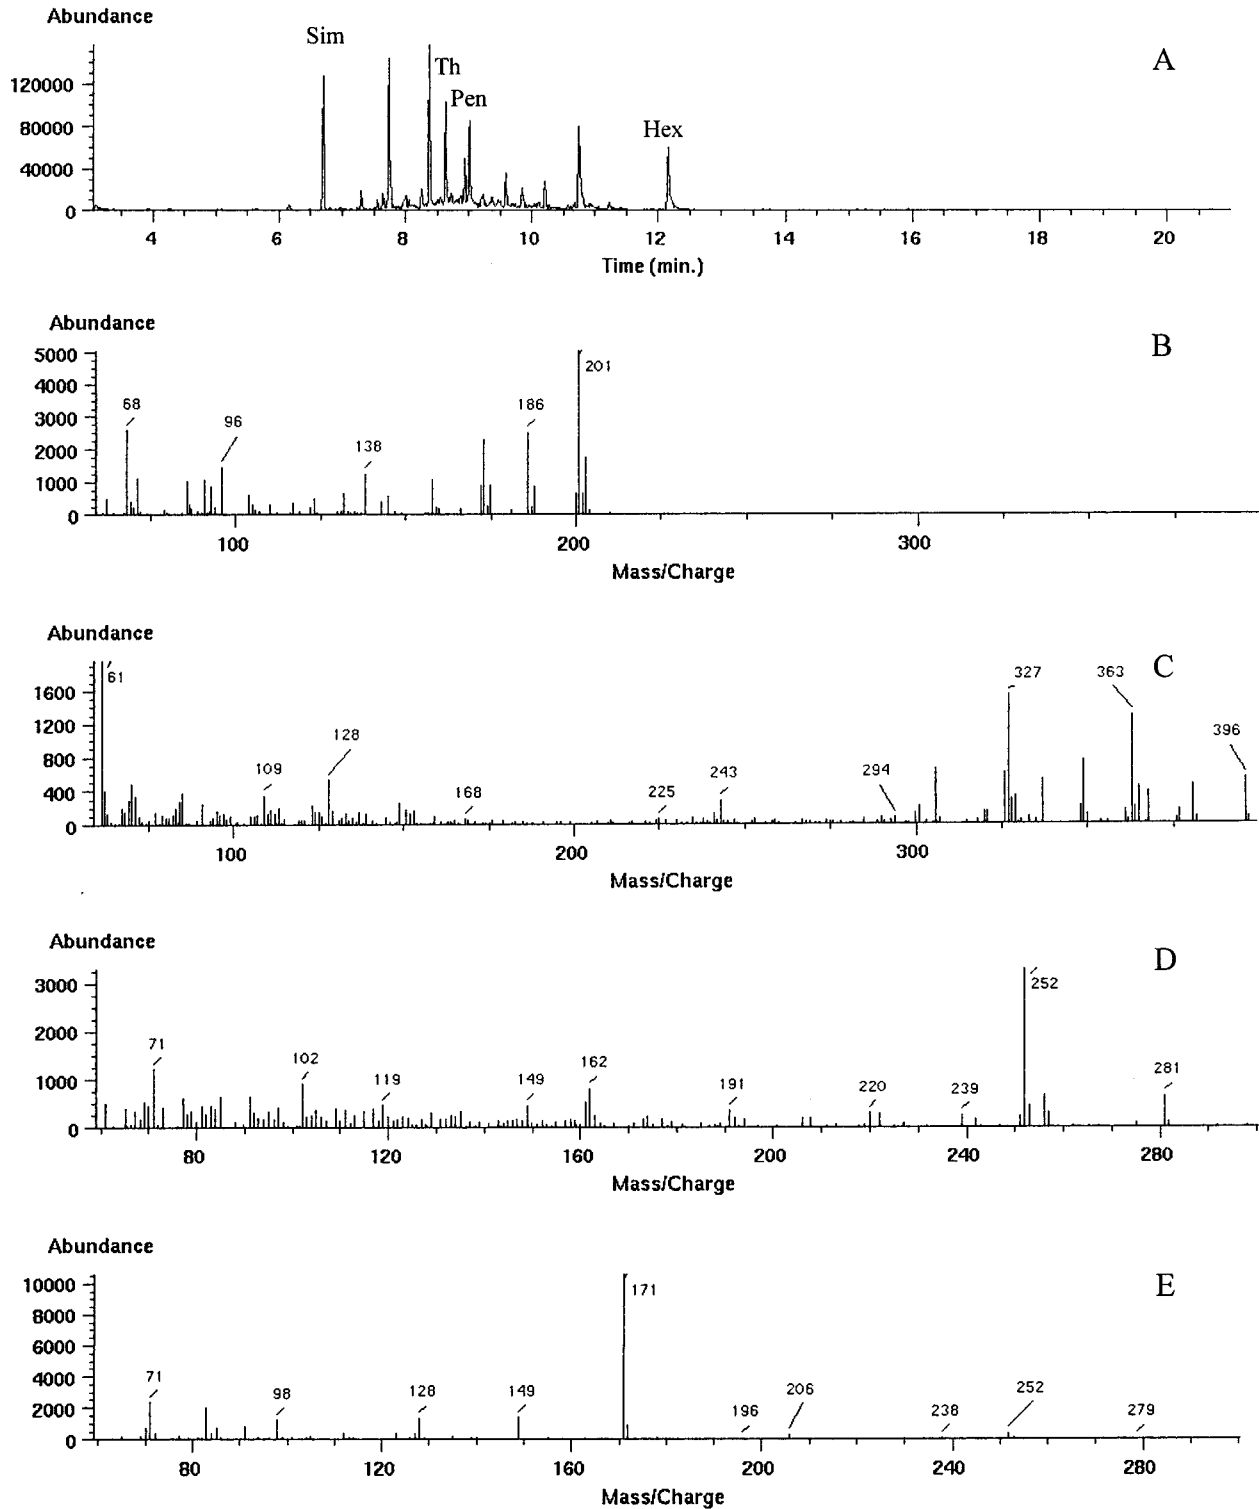 Abundance
A
Sim
Th
Pen
Hex
120000
80000
40000
0
4 6 8 10 12 14 16 18 20
Time (min.)
Abundance
B
5000
4000
3000
2000
1000
0
68
96
138
186
201
100 200 300
Mass/Charge
Abundance
C
1600
1200
800
400
0
61
109
128
168
225
243
294
327
363
396
100 200 300
Mass/Charge
Abundance
D
3000
2000
1000
0
71
102
119
149
162
191
220
239
252
281
80 120 160 200 240 280
Mass/Charge
Abundance
E
10000
8000
6000
4000
2000
0
71
98
128
149
171
196
206
238
252
279
80 120 160 200 240 280
Mass/Charge